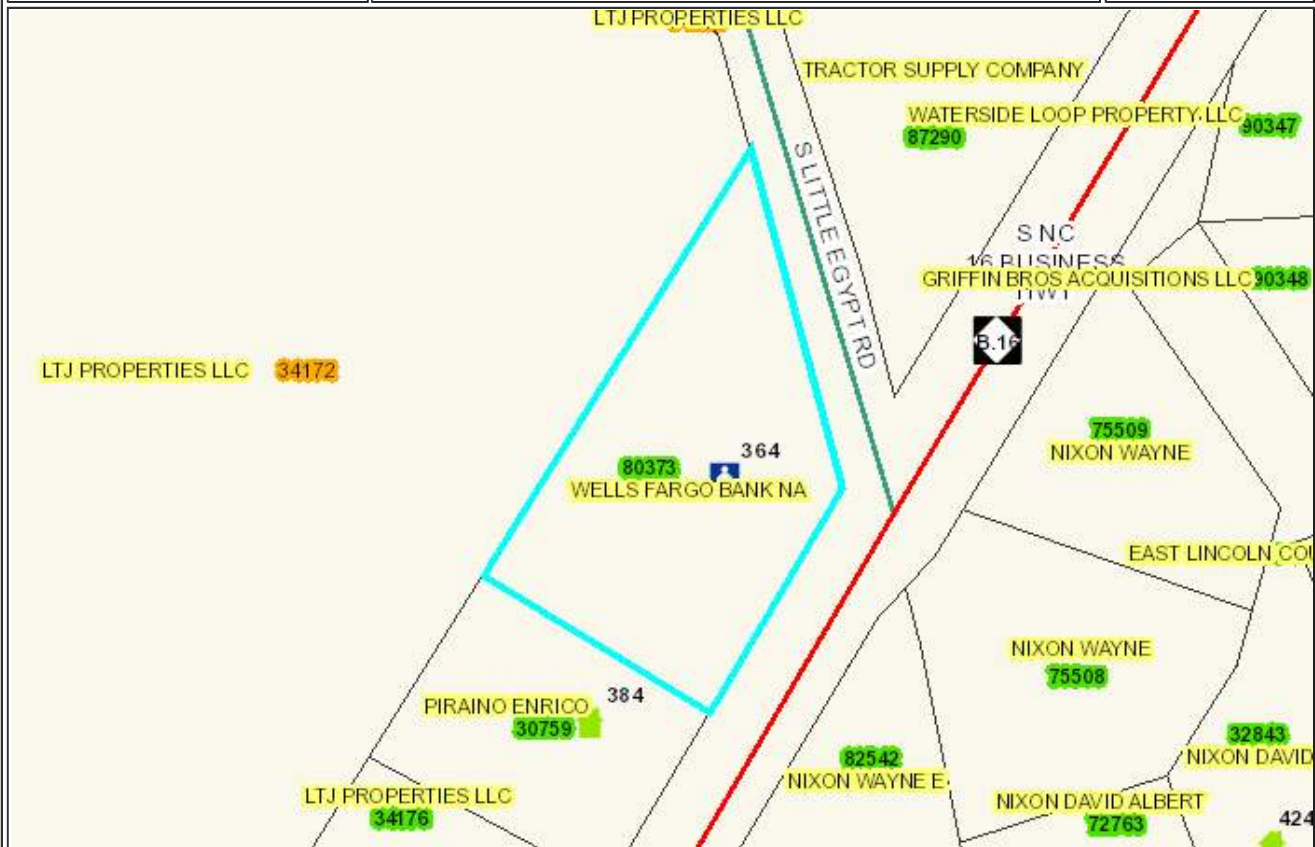 LTJ PROPERTIES LLC
TRACTOR SUPPLY COMPANY
WATERSIDE LOOP PROPERTY LLC
87290
90347
S LITTLE EGYPT RD
S NC
16 BUSINESS
HWY
GRIFFIN BROS ACQUISITIONS LLC
90348
B.16
LTJ PROPERTIES LLC
34172
75509
NIXON WAYNE
364
80373
WELLS FARGO BANK NA
EAST LINCOLN
NIXON WAYNE
75508
384
PIRAINO ENRICO
30759
32843
NIXON DAVID
82542
NIXON WAYNE E
LTJ PROPERTIES LLC
34176
NIXON DAVID ALBERT
72763
424